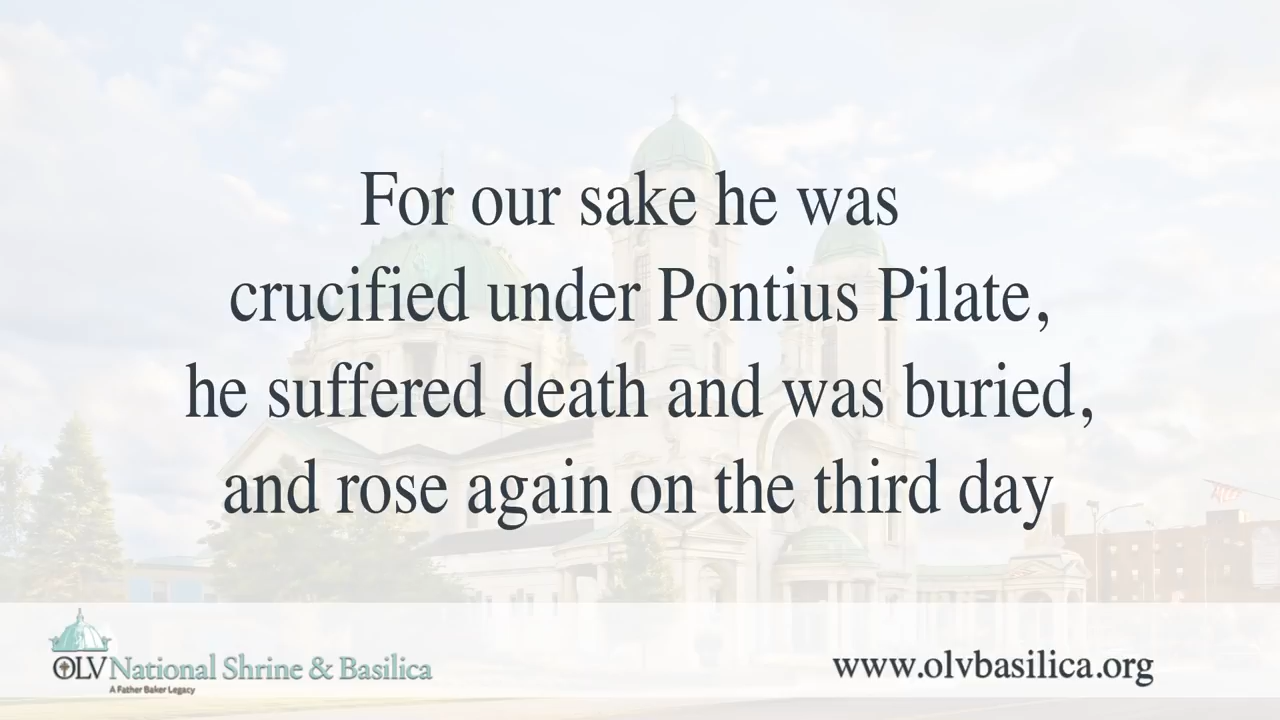 For our sake he was
crucified under Pontius Pilate,
he suffered death and was buried,
and rose again on the third day
OLV National Shrine & Basilica
A Father Baker Legacy
www.olvbasilica.org